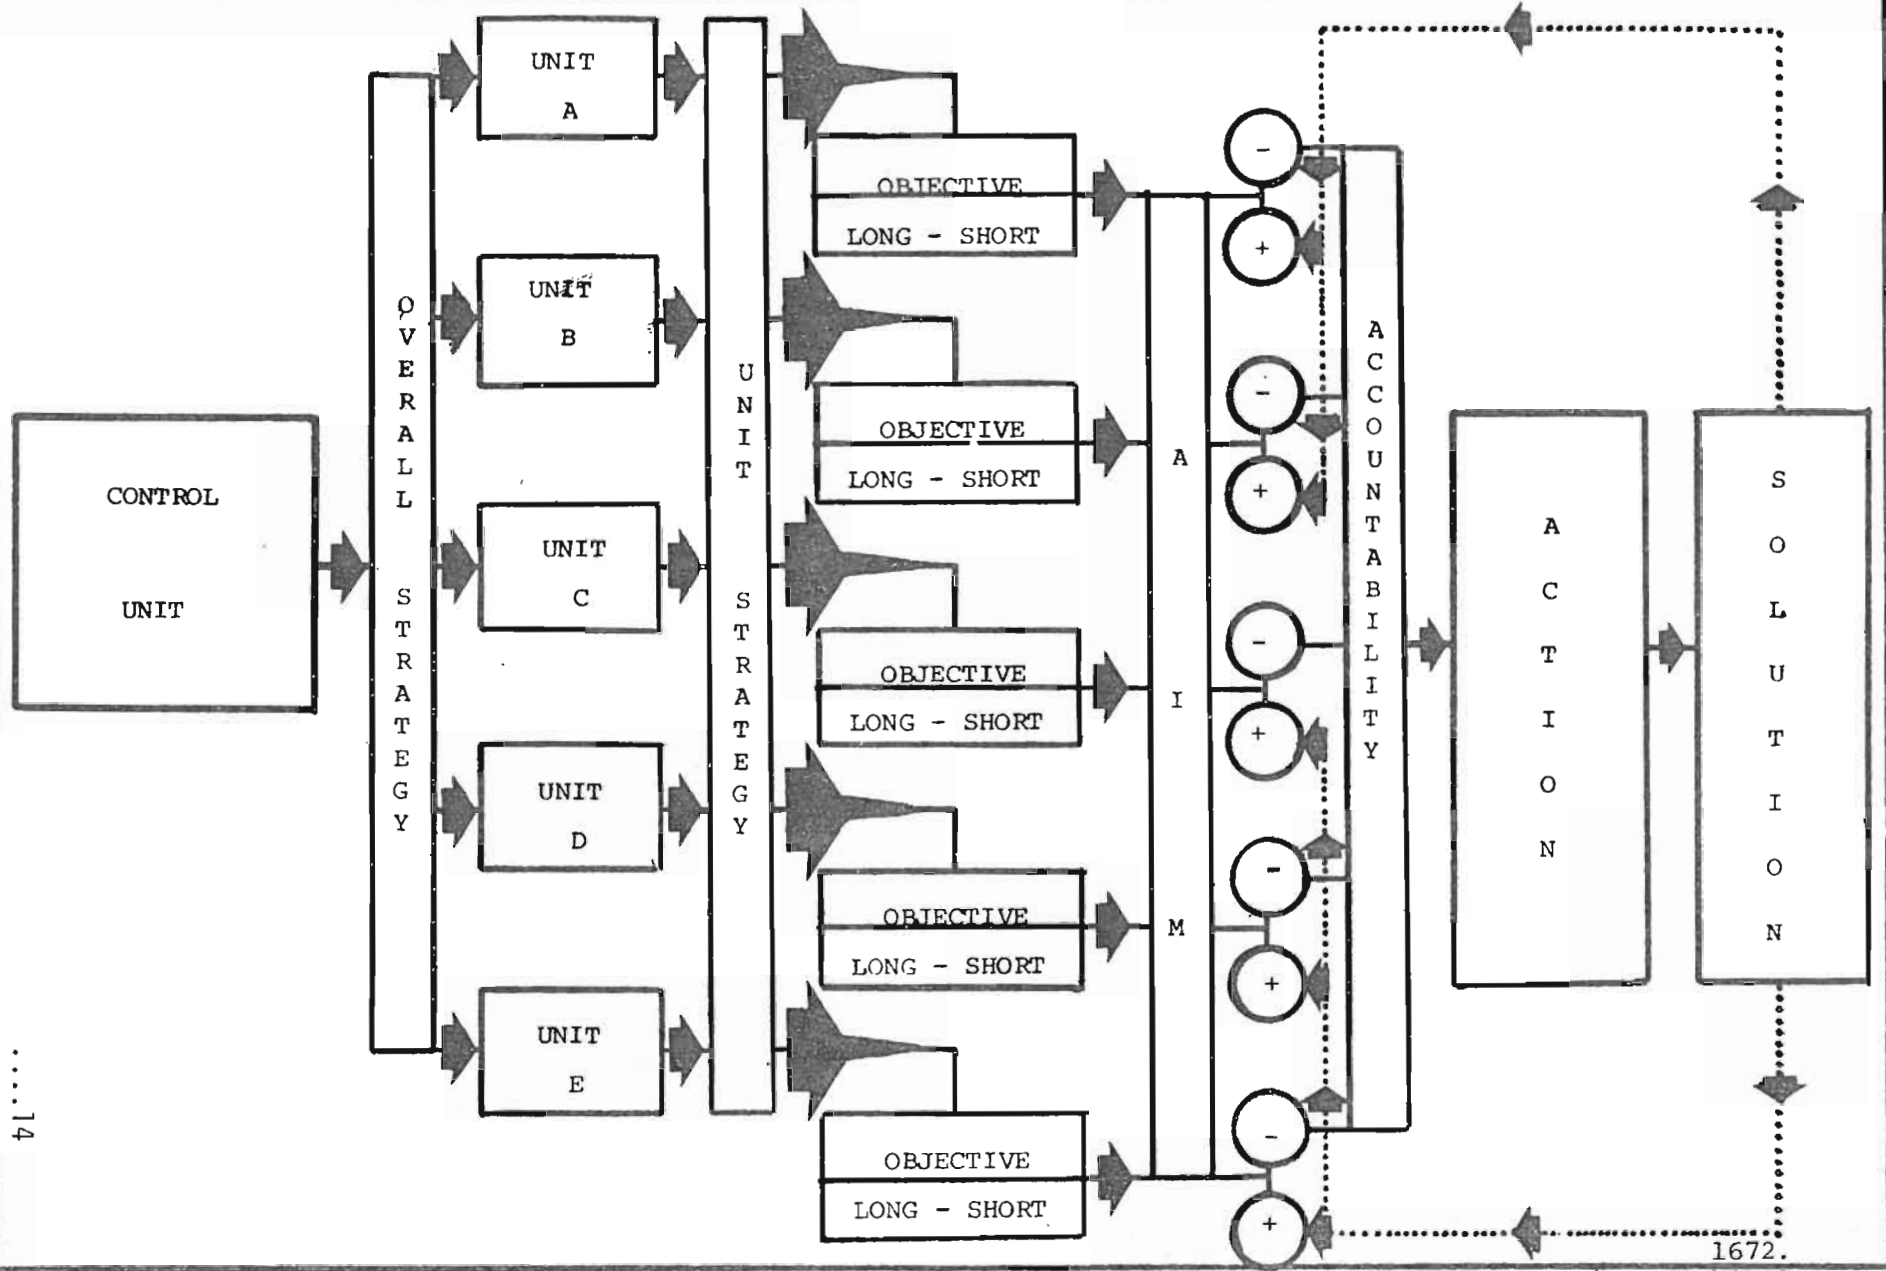 CONTROL
UNIT
OVERALL STRATEGY
UNIT
A
UNIT
B
UNIT
C
UNIT
D
UNIT
E
UNIT STRATEGY
OBJECTIVE
LONG - SHORT
OBJECTIVE
LONG - SHORT
OBJECTIVE
LONG - SHORT
OBJECTIVE
LONG - SHORT
OBJECTIVE
LONG - SHORT
AIM
-
+
-
+
-
+
-
+
-
+
ACCOUNTABILITY
ACTION
SOLUTION
....14
1672.